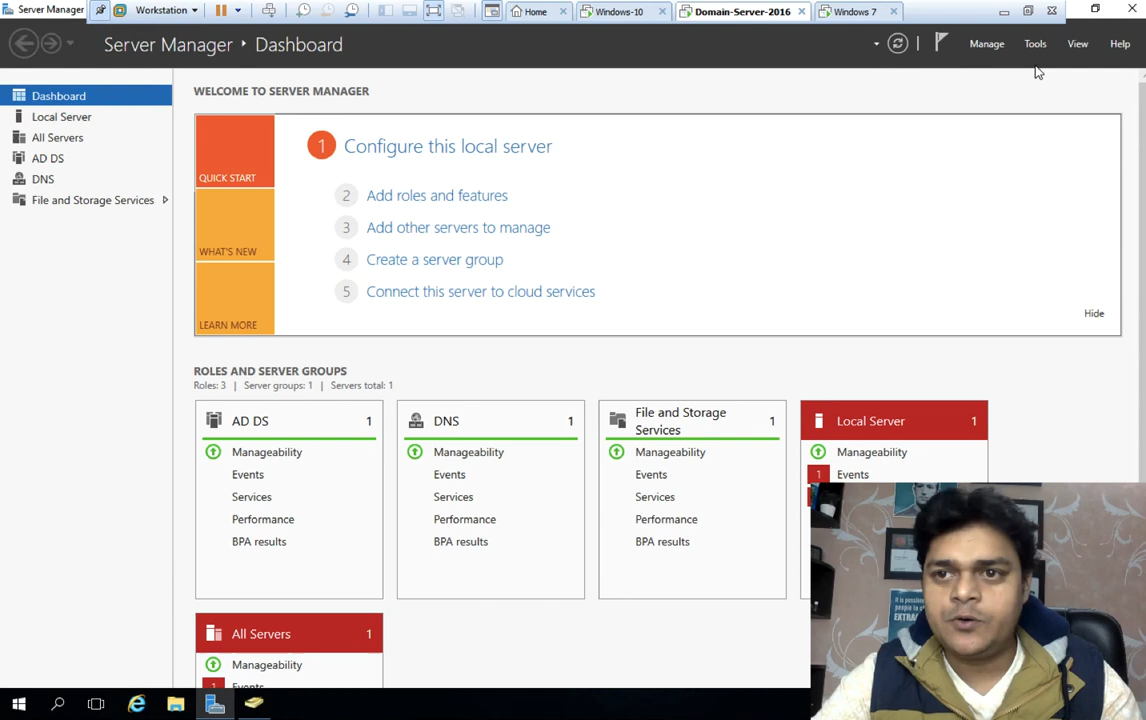 Server Manager
Workstation
Home
Windows-10
Domain-Server-2016
Windows 7
Server Manager
Dashboard
Manage
Tools
View
Help
Dashboard
Local Server
All Servers
AD DS
DNS
File and Storage Services
WELCOME TO SERVER MANAGER
QUICK START
WHAT'S NEW
LEARN MORE
1 Configure this local server
2 Add roles and features
3 Add other servers to manage
4 Create a server group
5 Connect this server to cloud services
Hide
ROLES AND SERVER GROUPS
Roles: 3 | Server groups: 1 | Servers total: 1
AD DS 1
Manageability
Events
Services
Performance
BPA results
DNS 1
Manageability
Events
Services
Performance
BPA results
File and Storage
Services 1
Manageability
Events
Services
Performance
BPA results
Local Server 1
Manageability
1 Events
All Servers 1
Manageability
1 Events